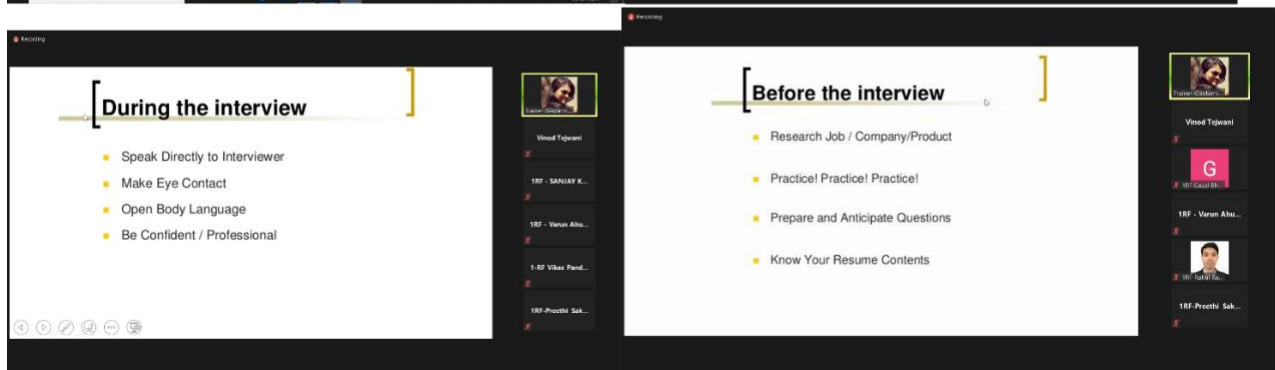 Recording
During the interview
Speak Directly to Interviewer
Make Eye Contact
Open Body Language
Be Confident / Professional
Vinod Tejwani
1RF - SANJAY K...
1RF - Varun Ahu...
1-RF Vikas Pand...
1RF-Preethi Sak...
Recording
Before the interview
Research Job / Company/Product
Practice! Practice! Practice!
Prepare and Anticipate Questions
Know Your Resume Contents
Vinod Tejwani
G
1RF - Varun Ahu...
1RF-Preethi Sak...